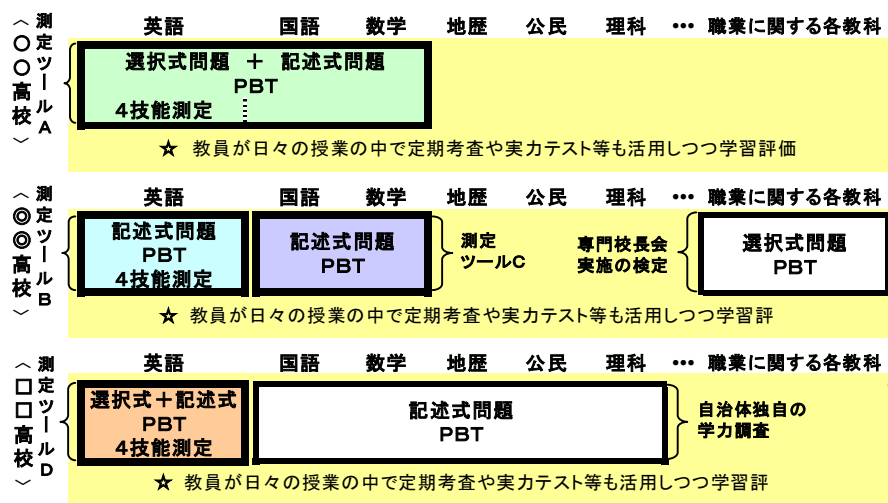 〈○○高校〉
測定ツールA
英語 国語 数学 地歴 公民 理科 … 職業に関する各教科
選択式問題 + 記述式問題
PBT
4技能測定
☆ 教員が日々の授業の中で定期考査や実力テスト等も活用しつつ学習評価
〈◎◎高校〉
測定ツールB
英語 国語 数学 地歴 公民 理科 … 職業に関する各教科
記述式問題
PBT
4技能測定
記述式問題
PBT
測定
ツールC
専門校長会
実施の検定
選択式問題
PBT
☆ 教員が日々の授業の中で定期考査や実力テスト等も活用しつつ学習評
〈□□高校〉
測定ツールD
英語 国語 数学 地歴 公民 理科 … 職業に関する各教科
選択式+記述式
PBT
4技能測定
記述式問題
PBT
自治体独自の
学力調査
☆ 教員が日々の授業の中で定期考査や実力テスト等も活用しつつ学習評